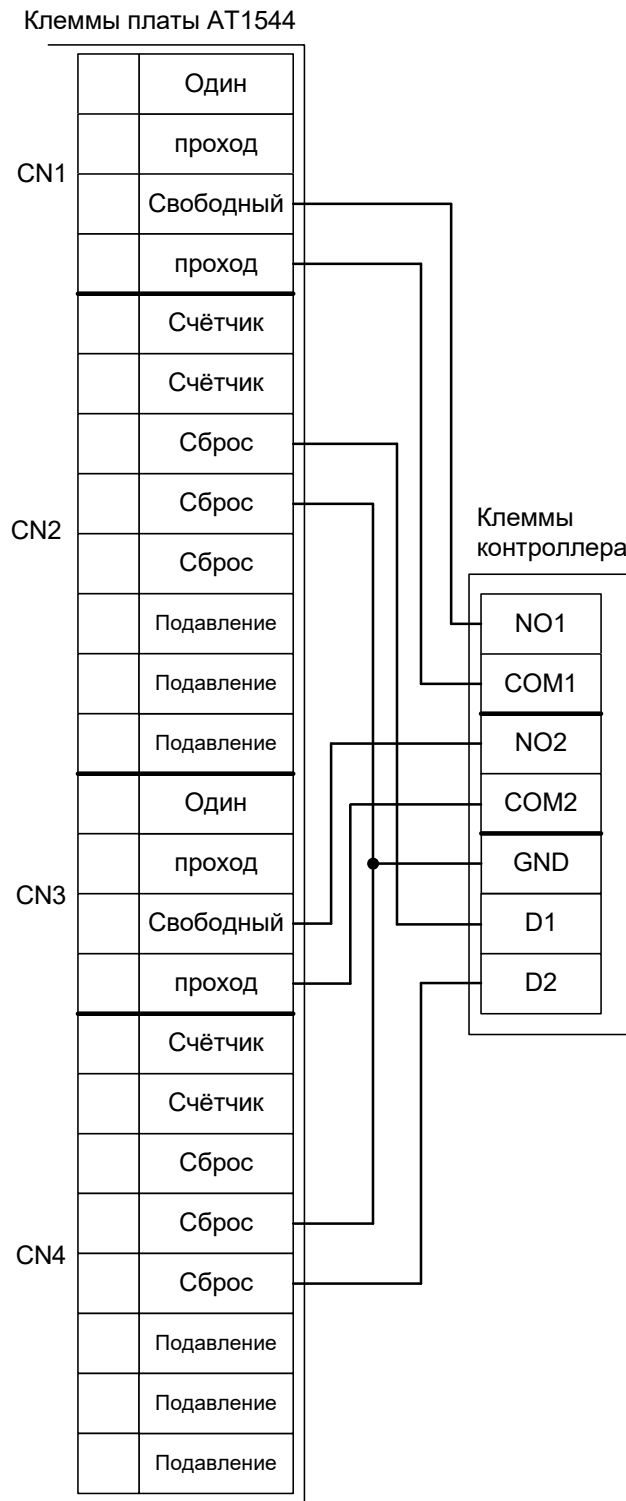 Клеммы платы AT1544
CN1
Один
проход
Свободный
проход
CN2
Счётчик
Счётчик
Сброс
Сброс
Сброс
Подавление
Подавление
Подавление
CN3
Один
проход
Свободный
проход
CN4
Счётчик
Счётчик
Сброс
Сброс
Сброс
Подавление
Подавление
Подавление
Клеммы
контроллера
NO1
COM1
NO2
COM2
GND
D1
D2